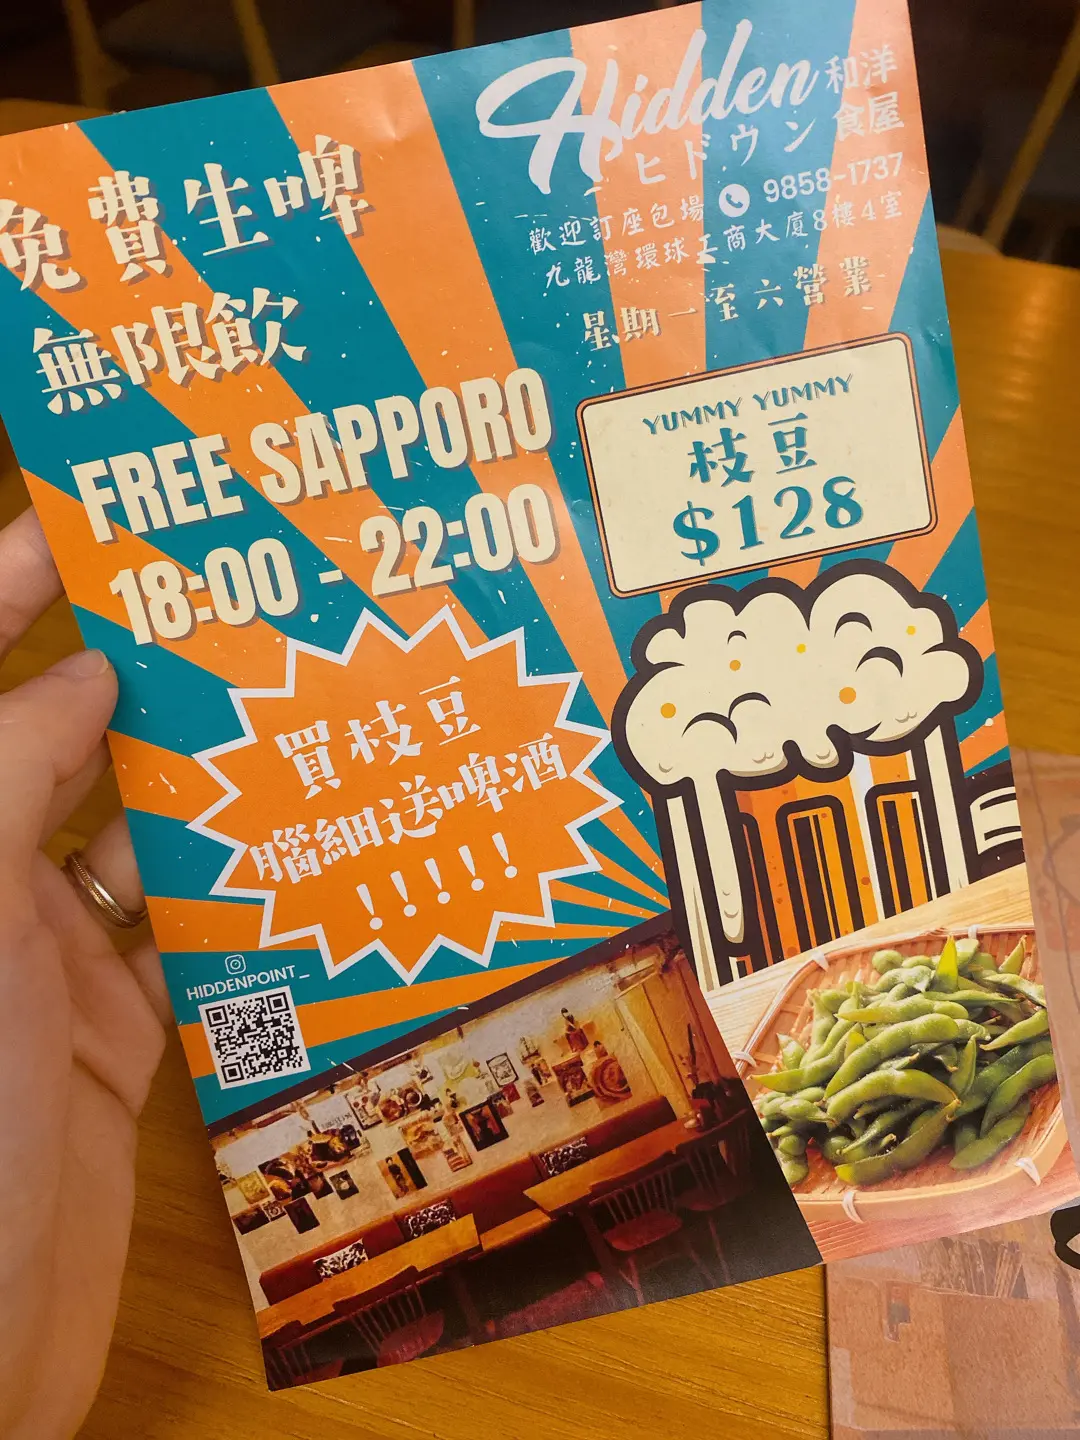 免費生啤
無限飲
FREE SAPPORO
18:00 - 22:00
Hidden 和洋
ヒドウン 食屋
歡迎訂座包場 9858-1737
九龍灣環球工商大廈8樓4室
星期一至六營業
YUMMY YUMMY
枝豆
$128
買枝豆
腦細送啤酒
!!!!!
HIDDENPOINT_